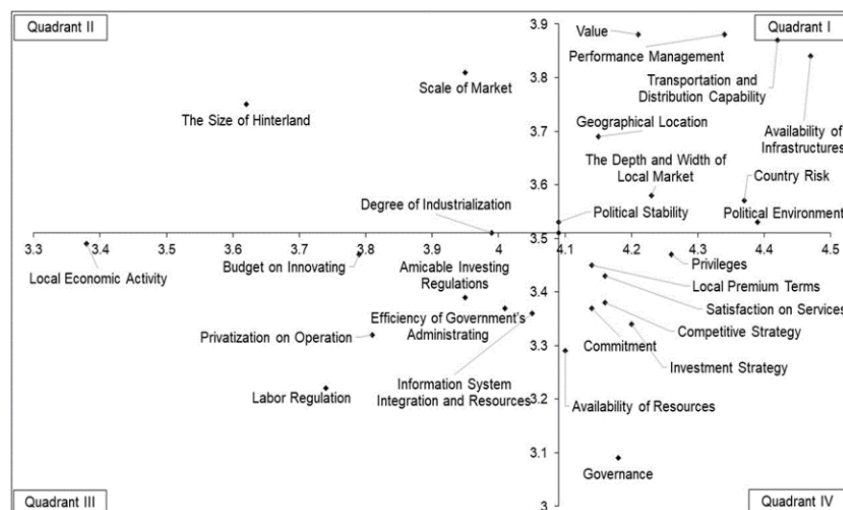 Quadrant II
3.9
Quadrant I
Value
Performance Management
3.8
Scale of Market
Transportation and
Distribution Capability
The Size of Hinterland
Geographical Location
3.7
Availability of
Infrastructures
The Depth and Width of
Local Market
Country Risk
3.6
Degree of Industrialization
Political Stability
Political Environment
3.3
3.4
3.5
3.6
3.7
3.8
3.9
4
3.5
4.1
4.2
4.3
4.4
4.5
Local Economic Activity
Budget on Innovating
Amicable Investing
Regulations
Privileges
Local Premium Terms
3.4
Satisfaction on Services
Efficiency of Government's
Administrating
Privatization on Operation
3.3
Competitive Strategy
Commitment
Investment Strategy
Information System
Integration and Resources
Labor Regulation
3.2
Availability of Resources
3.1
Governance
Quadrant III
3
Quadrant IV